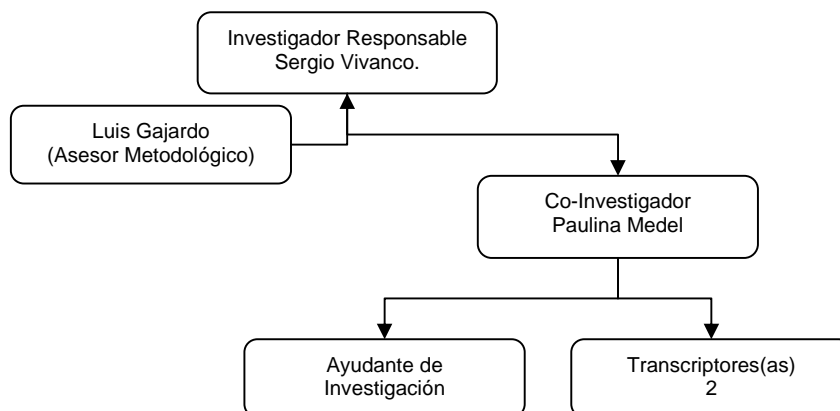 Investigador Responsable
Sergio Vivanco.
Luis Gajardo
(Asesor Metodológico)
Co-Investigador
Paulina Medel
Ayudante de
Investigación
Transcriptores(as)
2